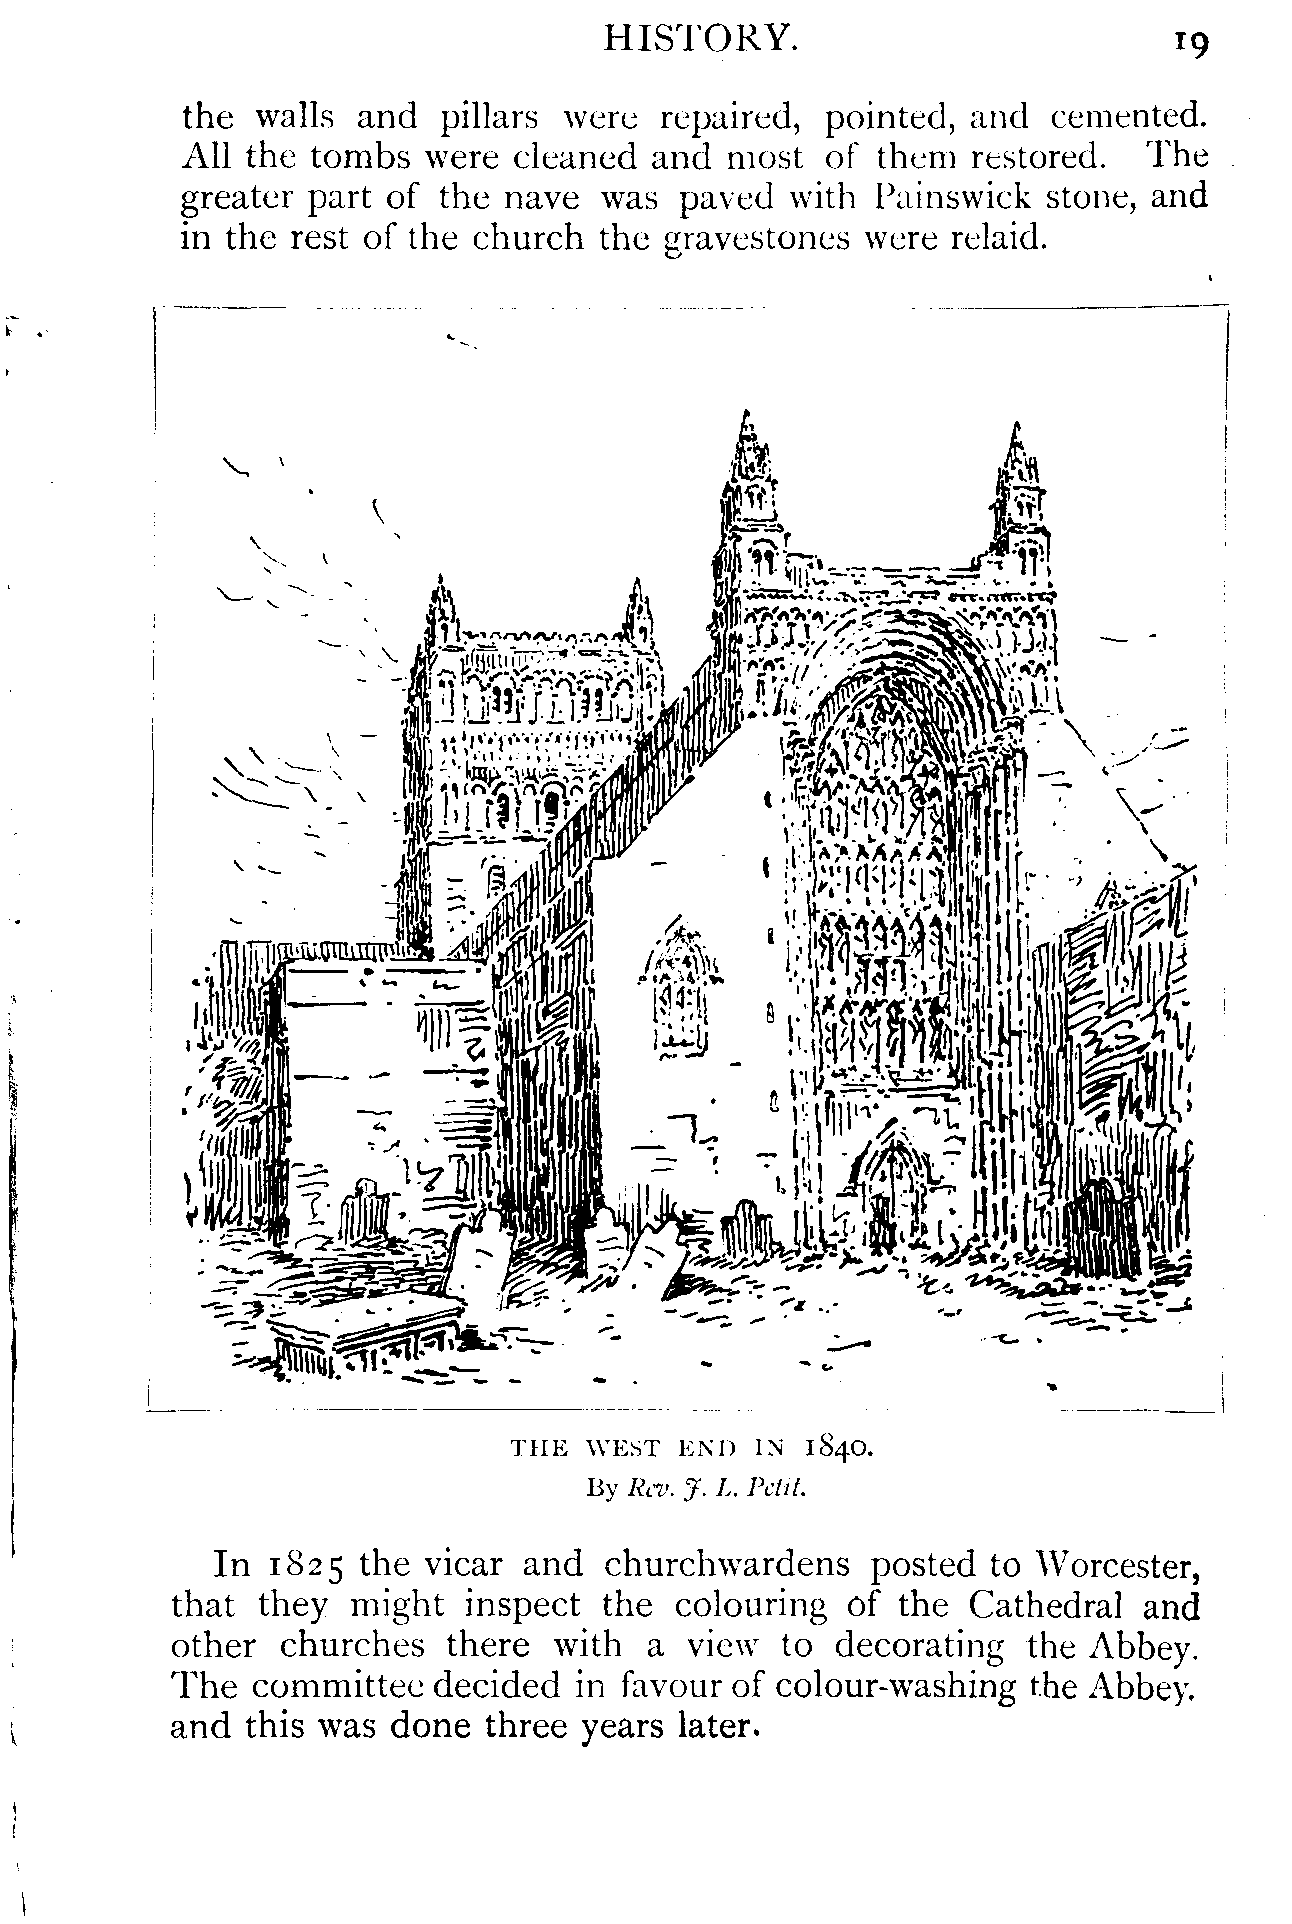 HISTORY. 19
the walls and pillars were repaired, pointed, and cemented.
All the tombs were cleaned and most of them restored. The
greater part of the nave was paved with Painswick stone, and
in the rest of the church the gravestones were relaid.
THE WEST END IN 1840.
By Rev. J. L. Petit.
In 1825 the vicar and churchwardens posted to Worcester,
that they might inspect the colouring of the Cathedral and
other churches there with a view to decorating the Abbey.
The committee decided in favour of colour-washing the Abbey,
and this was done three years later.